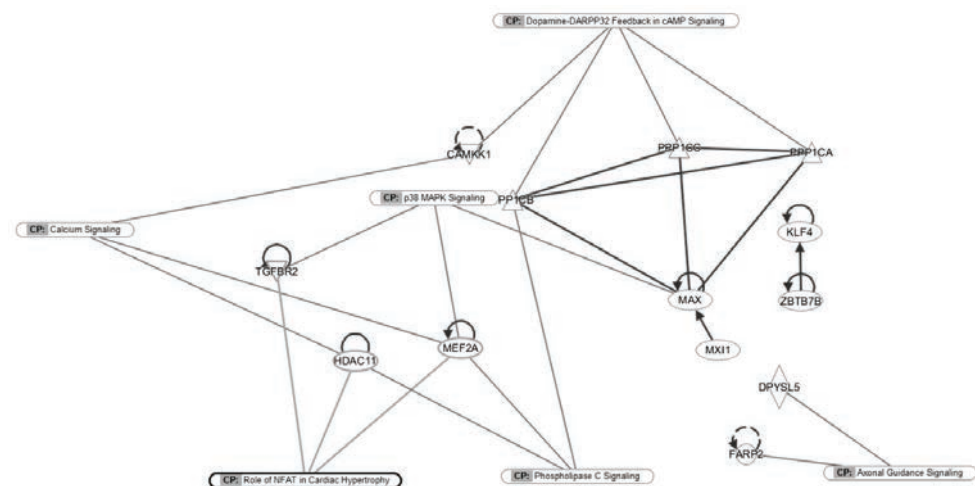 CP: Dopamine-DARPP32 Feedback in cAMP Signaling
CAMKK1
PPP1CC
PPP1CA
CP: p38 MAPK Signaling
PP1CB
CP: Calcium Signaling
KLF4
TGFBR2
MAX
ZBTB7B
MXI1
MEF2A
HDAC11
DPYSL5
FARP2
CP: Role of NFAT in Cardiac Hypertrophy
CP: Phospholipase C Signaling
CP: Axonal Guidance Signaling